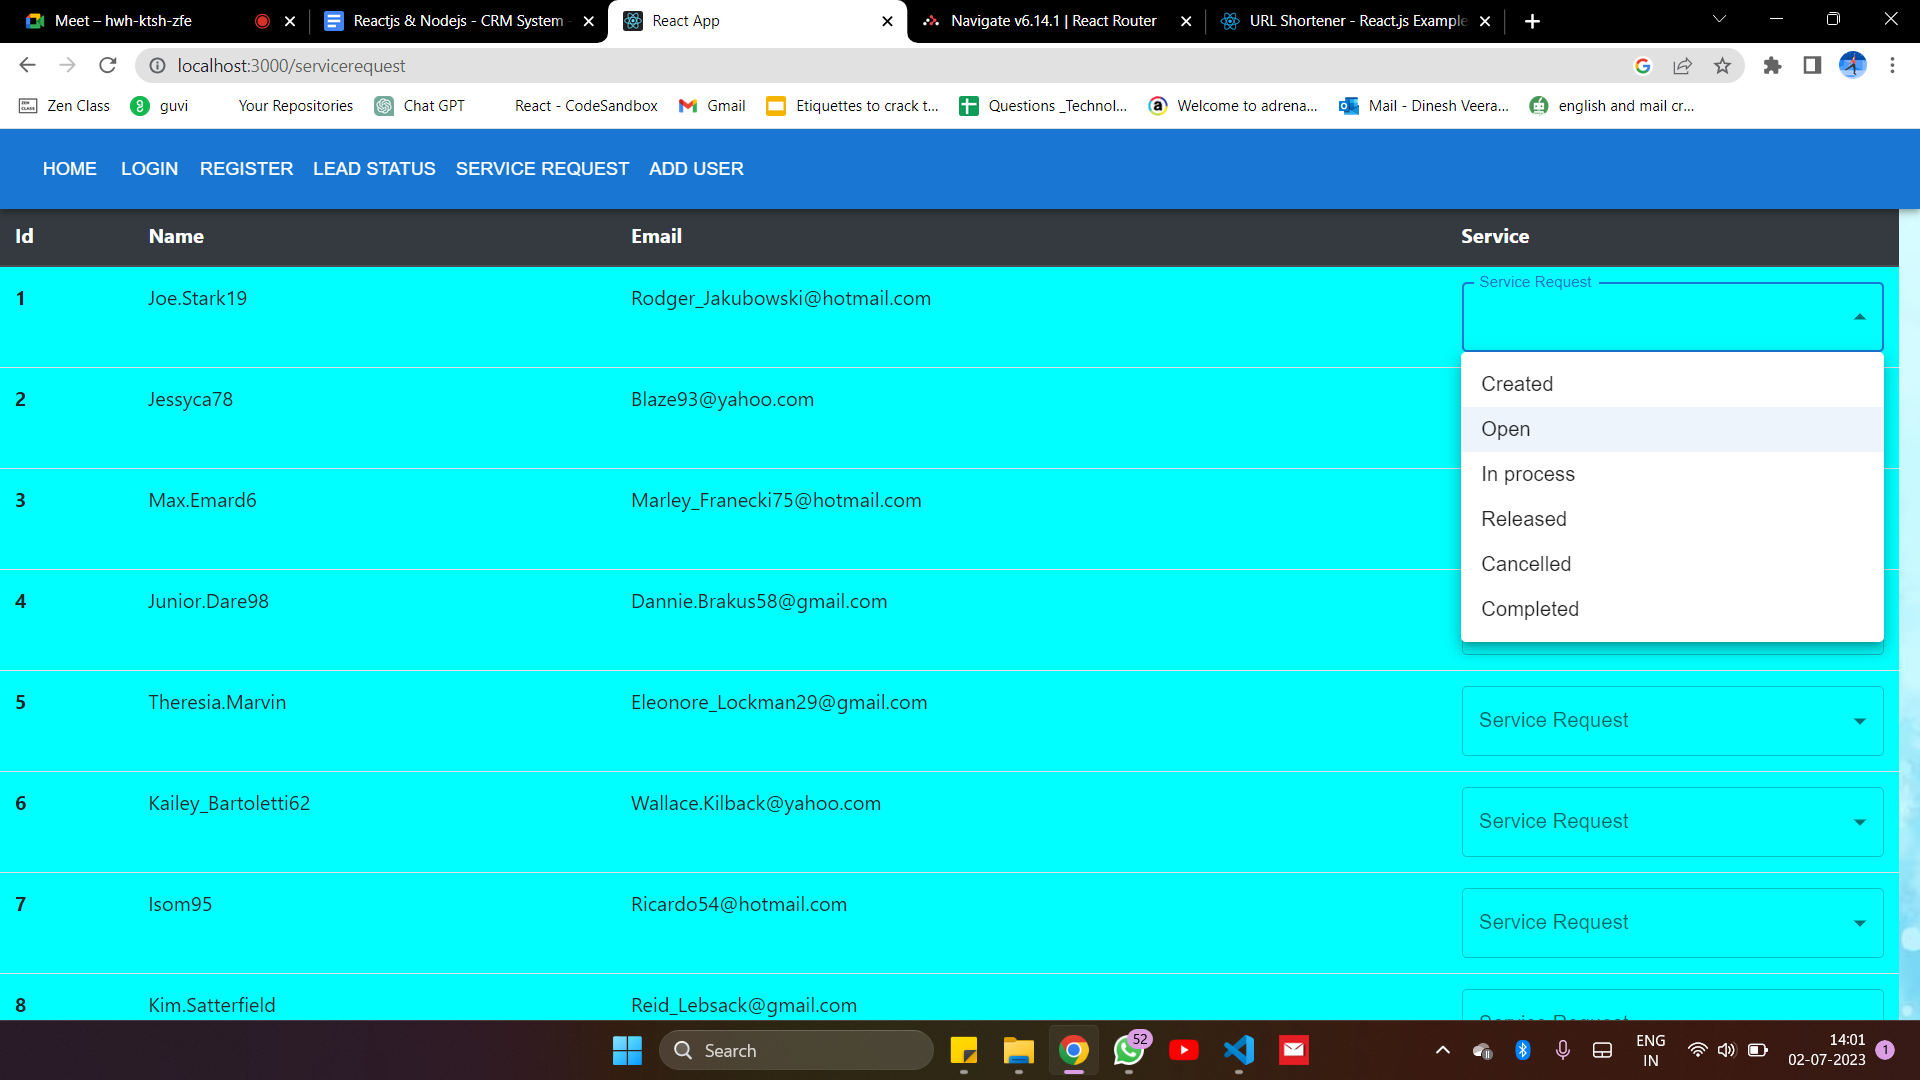 Meet – hwh-ktsh-zfe
Reactjs & Nodejs - CRM System
React App
Navigate v6.14.1 | React Router
URL Shortener - React.js Example
localhost:3000/servicerequest
Zen Class
guvi
Your Repositories
Chat GPT
React - CodeSandbox
Gmail
Etiquettes to crack t...
Questions _Technol...
Welcome to adrena...
Mail - Dinesh Veera...
english and mail cr...
HOME LOGIN REGISTER LEAD STATUS SERVICE REQUEST ADD USER
Id Name Email Service
1 Joe.Stark19 Rodger_Jakubowski@hotmail.com
Service Request
Created
Open
In process
Released
Cancelled
Completed
2 Jessyca78 Blaze93@yahoo.com
3 Max.Emard6 Marley_Franecki75@hotmail.com
4 Junior.Dare98 Dannie.Brakus58@gmail.com
5 Theresia.Marvin Eleonore_Lockman29@gmail.com Service Request
6 Kailey_Bartoletti62 Wallace.Kilback@yahoo.com Service Request
7 Isom95 Ricardo54@hotmail.com Service Request
8 Kim.Satterfield Reid_Lebsack@gmail.com Service Request
Search
52
ENG
IN
14:01
02-07-2023
1